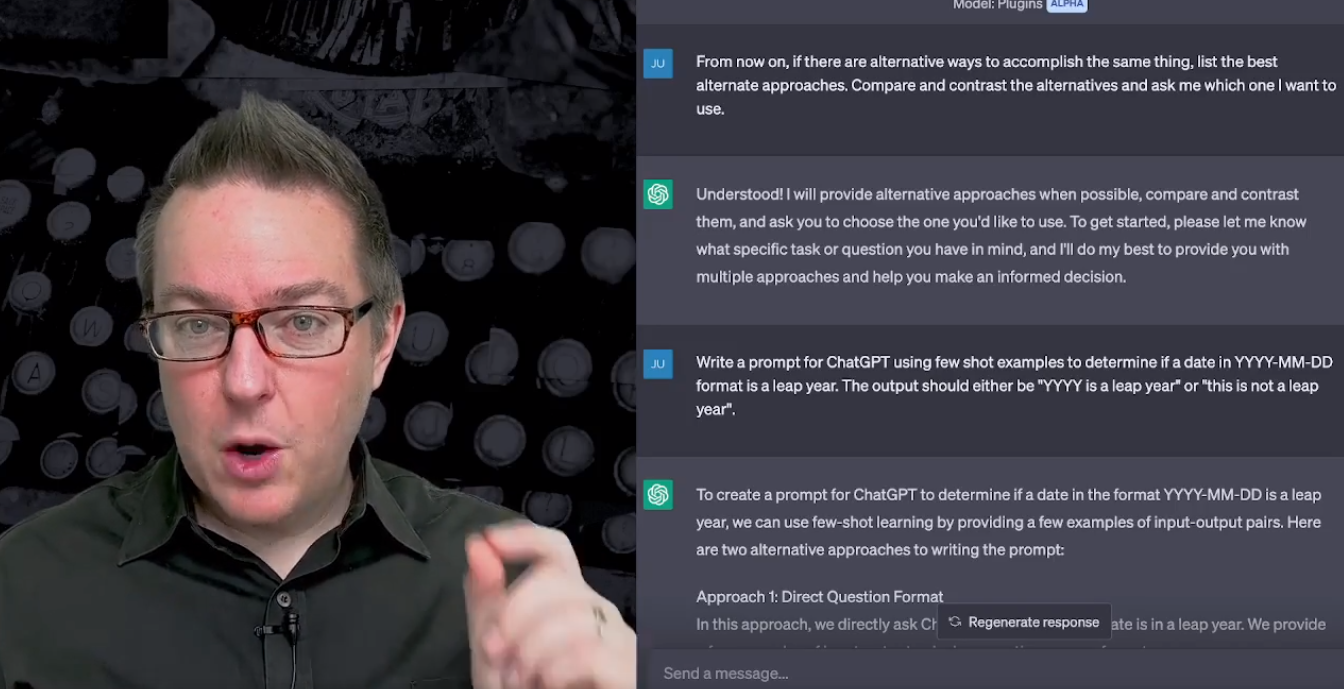 Model: Plugins ALPHA
JU
From now on, if there are alternative ways to accomplish the same thing, list the best
alternate approaches. Compare and contrast the alternatives and ask me which one I want to
use.
Understood! I will provide alternative approaches when possible, compare and contrast
them, and ask you to choose the one you'd like to use. To get started, please let me know
what specific task or question you have in mind, and I'll do my best to provide you with
multiple approaches and help you make an informed decision.
JU
Write a prompt for ChatGPT using few shot examples to determine if a date in YYYY-MM-DD
format is a leap year. The output should either be "YYYY is a leap year" or "this is not a leap
year".
To create a prompt for ChatGPT to determine if a date in the format YYYY-MM-DD is a leap
year, we can use few-shot learning by providing a few examples of input-output pairs. Here
are two alternative approaches to writing the prompt:
Approach 1: Direct Question Format
In this approach, we directly ask Ch
ate is in a leap year. We provide
Regenerate response
Send a message...